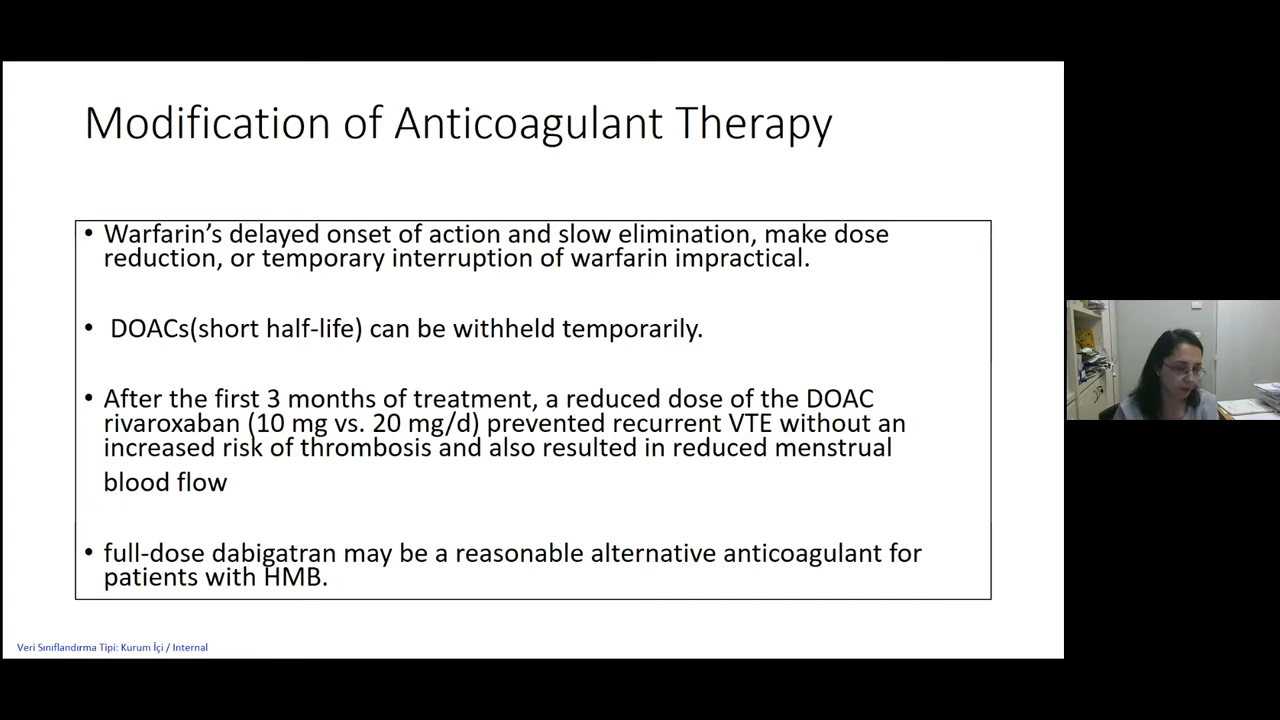 Modification of Anticoagulant Therapy
• Warfarin's delayed onset of action and slow elimination, make dose
reduction, or temporary interruption of warfarin impractical.
• DOACs(short half-life) can be withheld temporarily.
• After the first 3 months of treatment, a reduced dose of the DOAC
rivaroxaban (10 mg vs. 20 mg/d) prevented recurrent VTE without an
increased risk of thrombosis and also resulted in reduced menstrual
blood flow
• full-dose dabigatran may be a reasonable alternative anticoagulant for
patients with HMB.
Veri Sınıflandırma Tipi: Kurum İçi / Internal